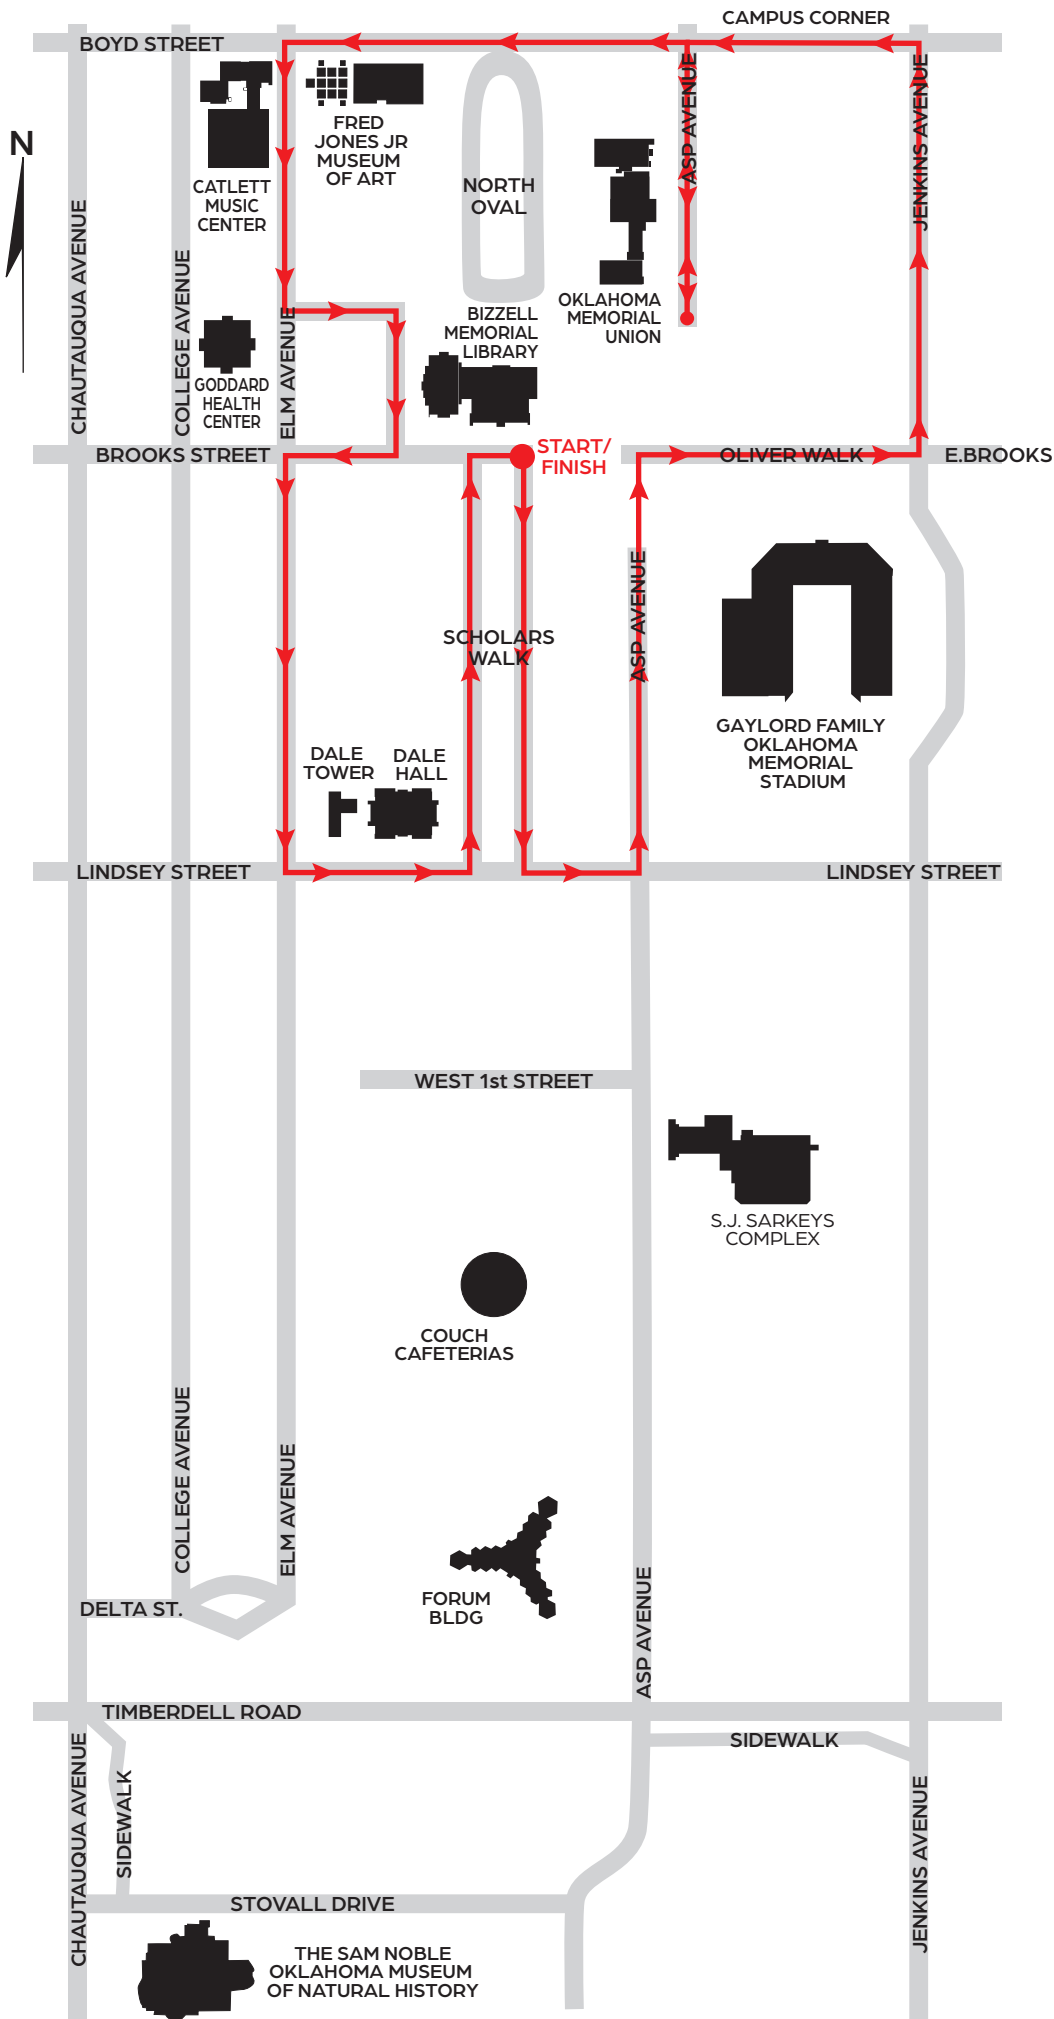 CAMPUS CORNER
BOYD STREET
N
CATLETT
MUSIC
CENTER
FRED
JONES JR
MUSEUM
OF ART
NORTH
OVAL
ASP AVENUE
JENKINS AVENUE
CHAUTAUQUA AVENUE
COLLEGE AVENUE
ELM AVENUE
OKLAHOMA
MEMORIAL
UNION
BIZZELL
MEMORIAL
LIBRARY
GODDARD
HEALTH
CENTER
BROOKS STREET
START/
FINISH
OLIVER WALK
E.BROOKS
ASP AVENUE
SCHOLARS
WALK
GAYLORD FAMILY
OKLAHOMA
MEMORIAL
STADIUM
DALE
TOWER
DALE
HALL
LINDSEY STREET
LINDSEY STREET
WEST 1st STREET
S.J. SARKEYS
COMPLEX
COUCH
CAFETERIAS
COLLEGE AVENUE
ELM AVENUE
FORUM
BLDG
DELTA ST.
ASP AVENUE
TIMBERDELL ROAD
SIDEWALK
CHAUTAUQUA AVENUE
SIDEWALK
JENKINS AVENUE
STOVALL DRIVE
THE SAM NOBLE
OKLAHOMA MUSEUM
OF NATURAL HISTORY